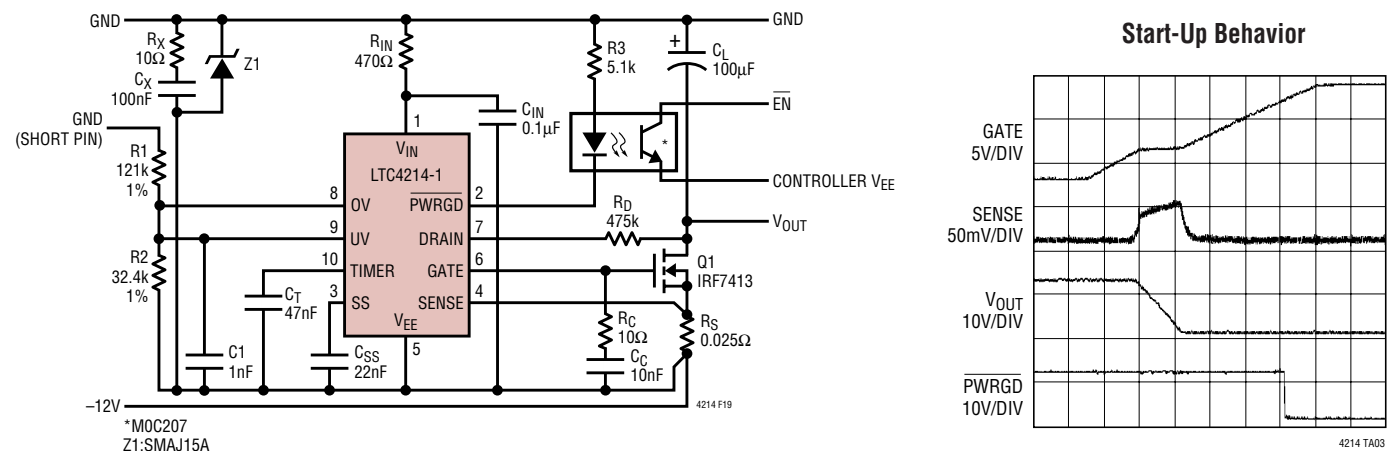 GND
GND
RX
10Ω
CX
100nF
Z1
RIN
470Ω
R3
5.1k
+
CL
100µF
EN
CIN
0.1µF
GND
(SHORT PIN)
R1
121k
1%
1
VIN
LTC4214-1
*
CONTROLLER VEE
8
OV
PWRGD
2
RD
475k
VOUT
9
UV
DRAIN
7
R2
32.4k
1%
10
TIMER
GATE
6
Q1
IRF7413
CT
47nF
3
SS
SENSE
4
VEE
5
RC
10Ω
RS
0.025Ω
C1
1nF
CSS
22nF
CC
10nF
–12V
4214 F19
*M0C207
Z1:SMAJ15A
Start-Up Behavior
GATE
5V/DIV
SENSE
50mV/DIV
VOUT
10V/DIV
PWRGD
10V/DIV
4214 TA03